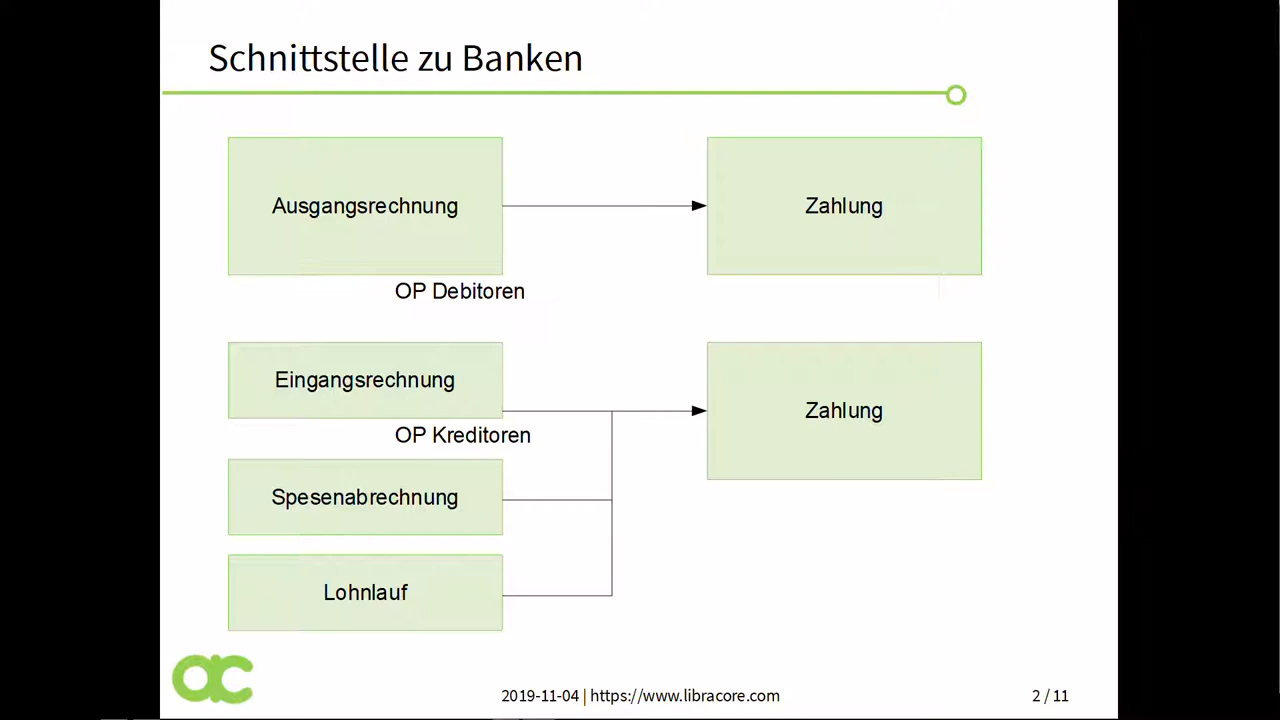 Schnittstelle zu Banken
Ausgangsrechnung
Zahlung
OP Debitoren
Eingangsrechnung
Zahlung
OP Kreditoren
Spesenabrechnung
Lohnlauf
ac
2019-11-04 | https://www.libracore.com
2 / 11